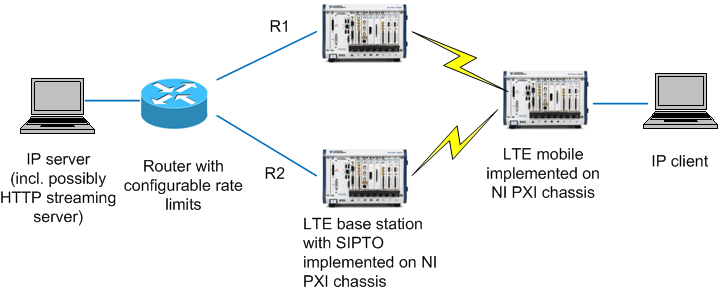 R1
IP server
(incl. possibly
HTTP streaming
server)
Router with
configurable rate
limits
R2
LTE base station
with SIPTO
implemented on NI
PXI chassis
LTE mobile
implemented on
NI PXI chassis
IP client